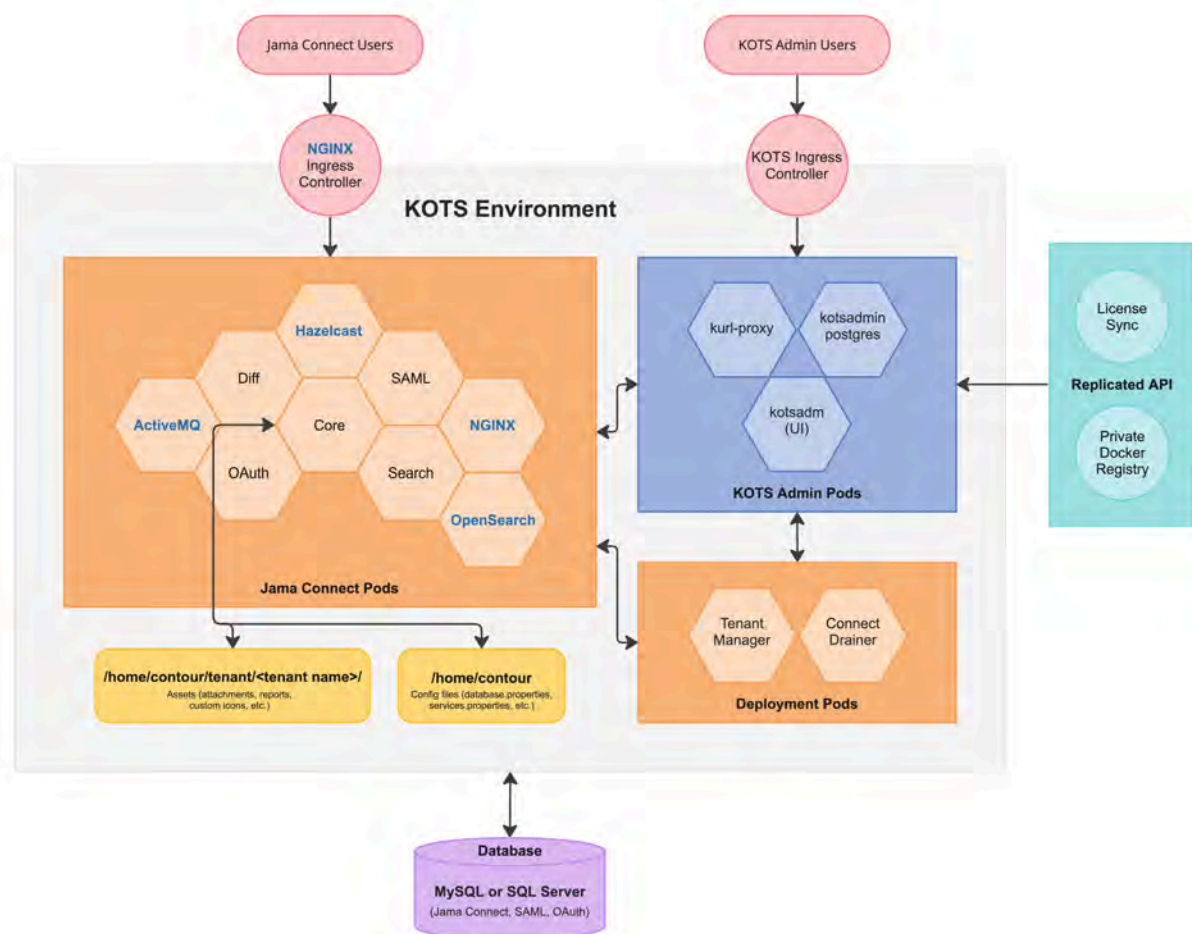 Jama Connect Users
KOTS Admin Users
NGINX
Ingress
Controller
KOTS Ingress
Controller
KOTS Environment
Hazelcast
Diff
SAML
ActiveMQ
Core
NGINX
OAuth
Search
OpenSearch
Jama Connect Pods
kurl-proxy
kotsadmin
postgres
kotsadm
(UI)
KOTS Admin Pods
License
Sync
Replicated API
Private
Docker
Registry
Tenant
Manager
Connect
Drainer
Deployment Pods
/home/contour/tenant/<tenant name>/
Assets (attachments, reports,
custom icons, etc.)
/home/contour
Config files (database.properties,
services.properties, etc.)
Database
MySQL or SQL Server
(Jama Connect, SAML, OAuth)